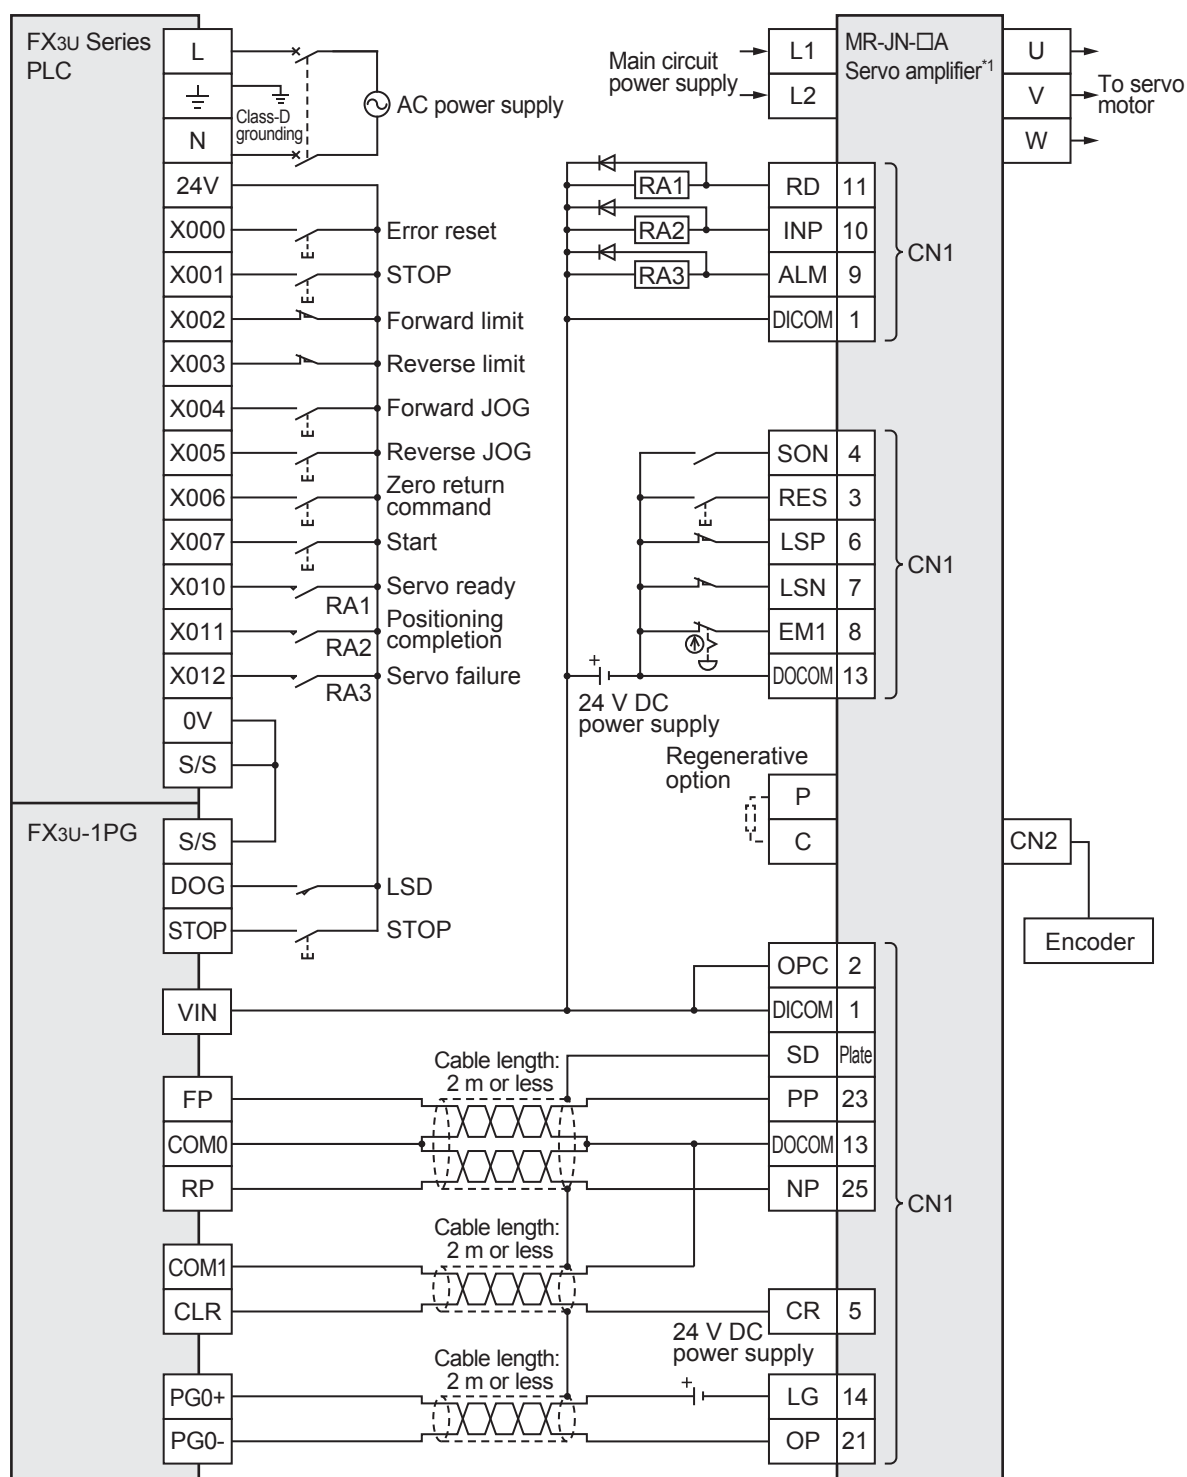 FX3U Series
PLC
L
N
24V
X000
X001
X002
X003
X004
X005
X006
X007
X010
X011
X012
0V
S/S
Class-D
grounding
AC power supply
Error reset
STOP
Forward limit
Reverse limit
Forward JOG
Reverse JOG
Zero return
command
Start
Servo ready
RA1
Positioning
completion
RA2
Servo failure
RA3
FX3U-1PG
S/S
DOG
STOP
VIN
FP
COM0
RP
COM1
CLR
PG0+
PG0-
LSD
STOP
Cable length:
2 m or less
Cable length:
2 m or less
Cable length:
2 m or less
Main circuit
power supply
L1
L2
MR-JN-□A
Servo amplifier*1
U
V
W
To servo
motor
RA1
RD 11
RA2
INP 10
RA3
ALM 9
DICOM 1
CN1
SON 4
RES 3
LSP 6
LSN 7
EM1 8
DOCOM 13
CN1
+
24 V DC
power supply
Regenerative
option
P
C
CN2
Encoder
OPC 2
DICOM 1
SD Plate
PP 23
DOCOM 13
NP 25
CN1
CR 5
24 V DC
power supply
+
LG 14
OP 21